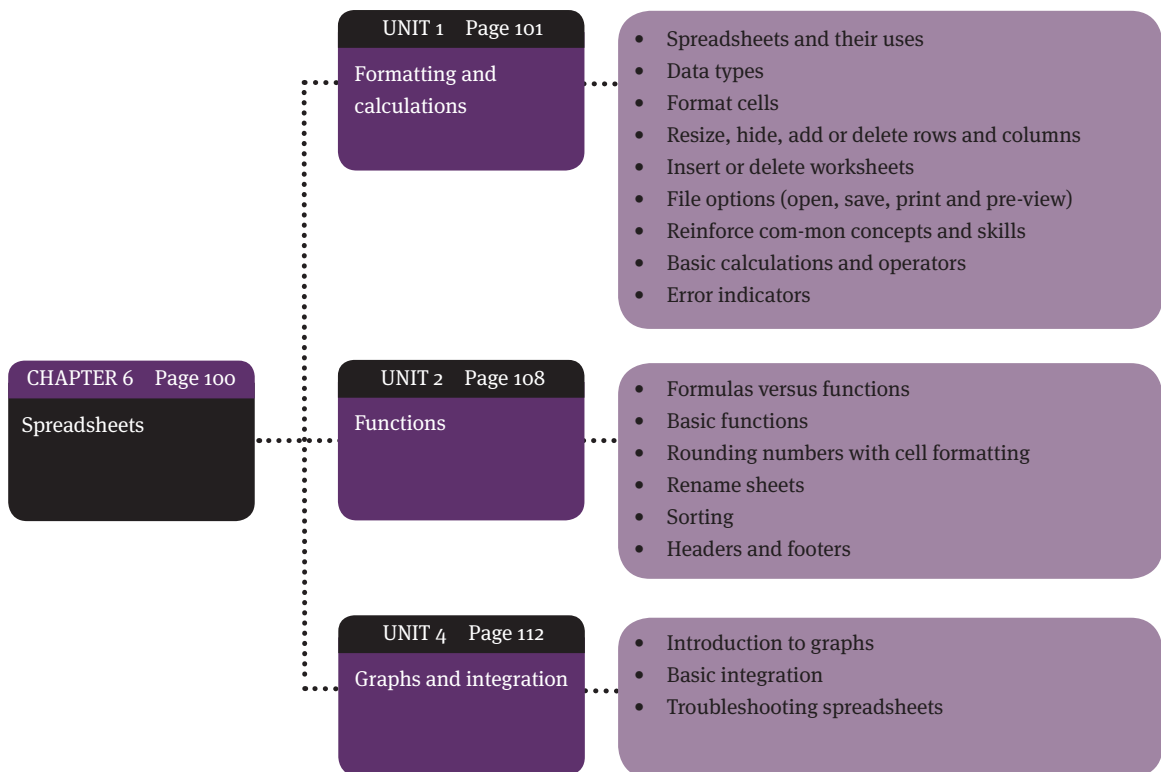 CHAPTER 6 Page 100
Spreadsheets
UNIT 1 Page 101
Formatting and
calculations
• Spreadsheets and their uses
• Data types
• Format cells
• Resize, hide, add or delete rows and columns
• Insert or delete worksheets
• File options (open, save, print and pre-view)
• Reinforce com-mon concepts and skills
• Basic calculations and operators
• Error indicators
UNIT 2 Page 108
Functions
• Formulas versus functions
• Basic functions
• Rounding numbers with cell formatting
• Rename sheets
• Sorting
• Headers and footers
UNIT 4 Page 112
Graphs and integration
• Introduction to graphs
• Basic integration
• Troubleshooting spreadsheets